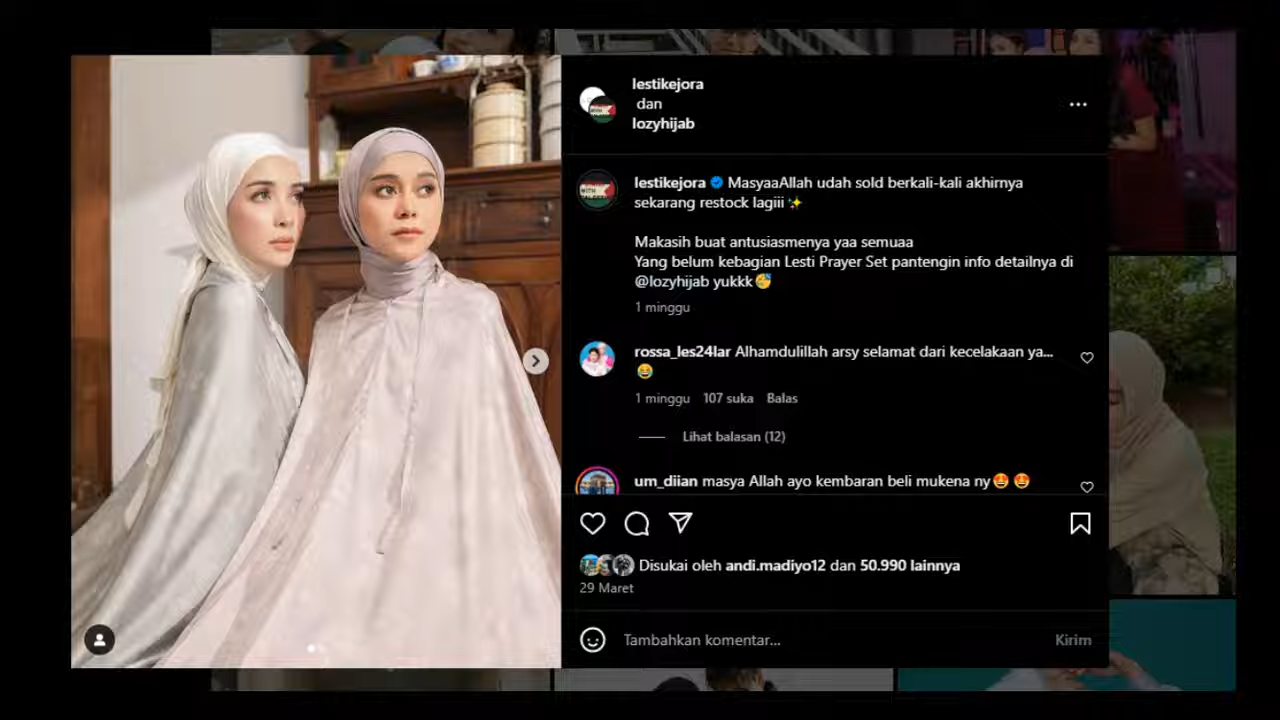 lestikejora
dan
lozyhijab
lestikejora MasyaaAllah udah sold berkali-kali akhirnya
sekarang restock lagiii ✨
Makasih buat antusiasmenya yaa semuaa
Yang belum kebagian Lesti Prayer Set pantengin info detailnya di
@lozyhijab yukkk🥳
1 minggu
rossa_les24lar Alhamdulillah arsy selamat dari kecelakaan ya...
😂
1 minggu 107 suka Balas
Lihat balasan (12)
um_diian masya Allah ayo kembaran beli mukena ny😍😍
Disukai oleh andi.madiyo12 dan 50.990 lainnya
29 Maret
Tambahkan komentar...
Kirim